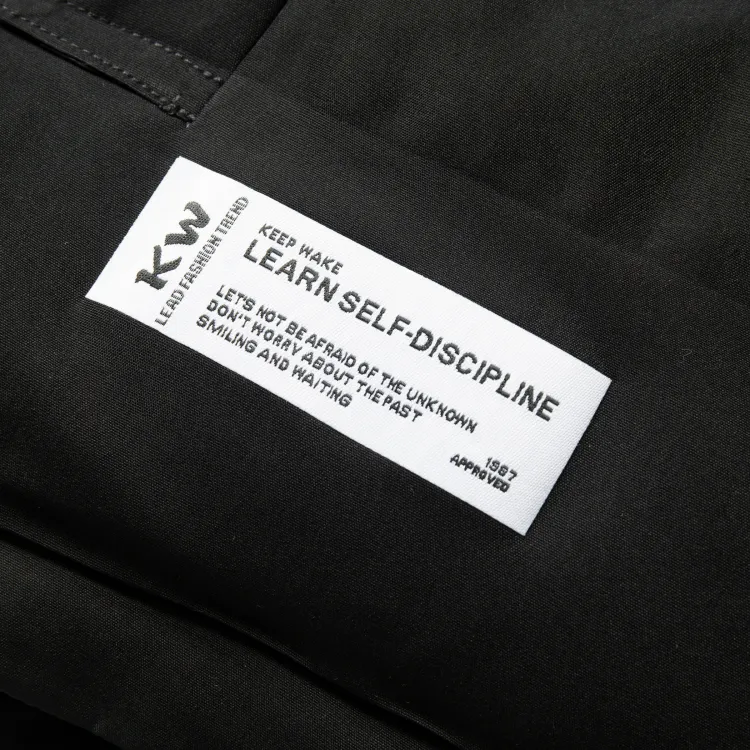 KW
LEAD FASHION TREND
KEEP WAKE
LEARN SELF-DISCIPLINE
LET'S NOT BE AFRAID OF THE UNKNOWN
DON'T WORRY ABOUT THE PAST
SMILING AND WAITING
1987
APPROVED